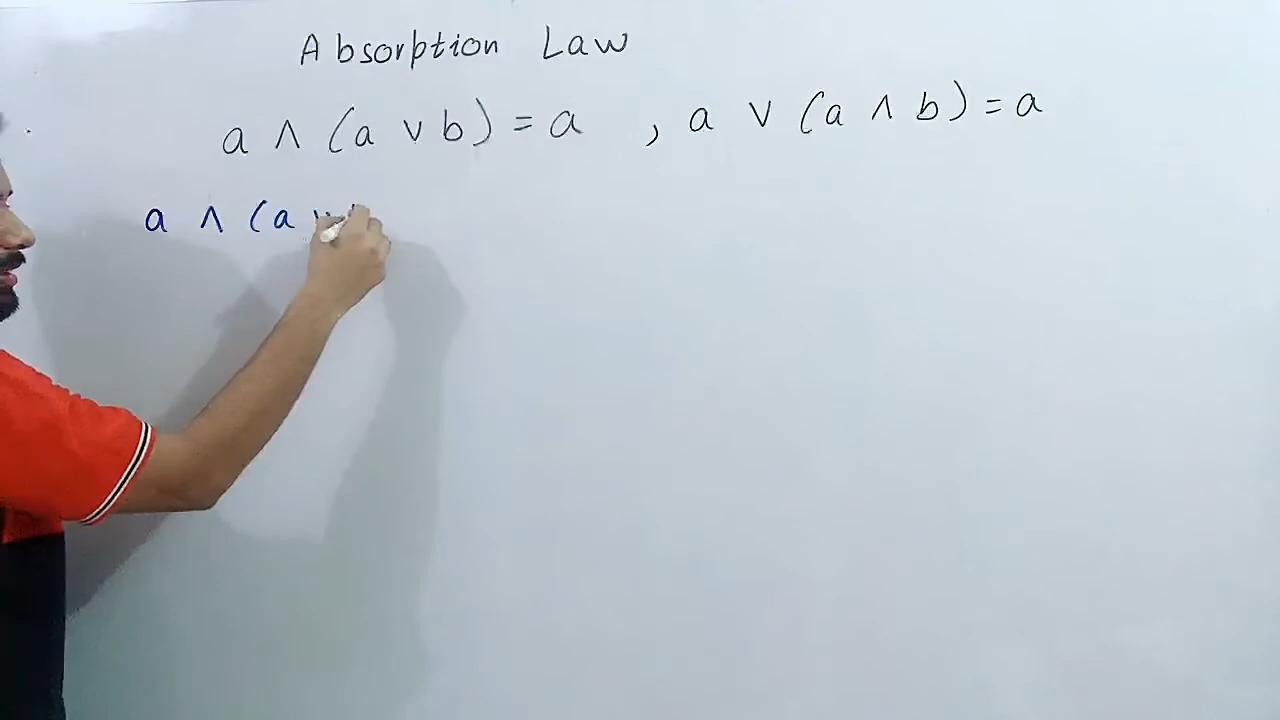 Absorption Law
a ∧ (a ∨ b) = a , a ∨ (a ∧ b) = a
a ∧ (a